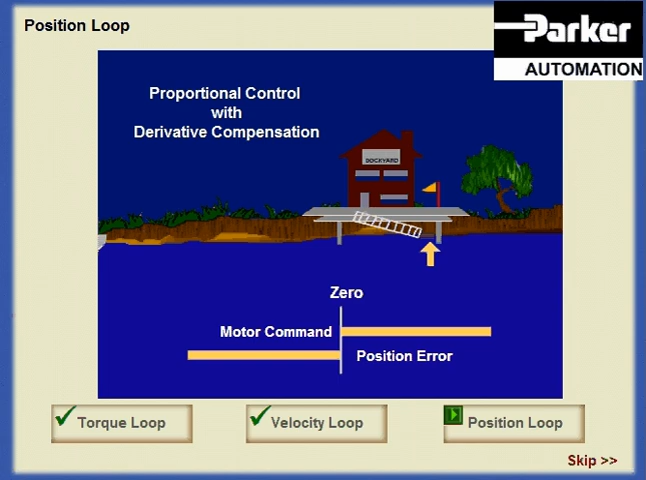 Position Loop
Parker
AUTOMATION
Proportional Control
with
Derivative Compensation
DOCKYARD
Zero
Motor Command
Position Error
Torque Loop
Velocity Loop
Position Loop
Skip >>